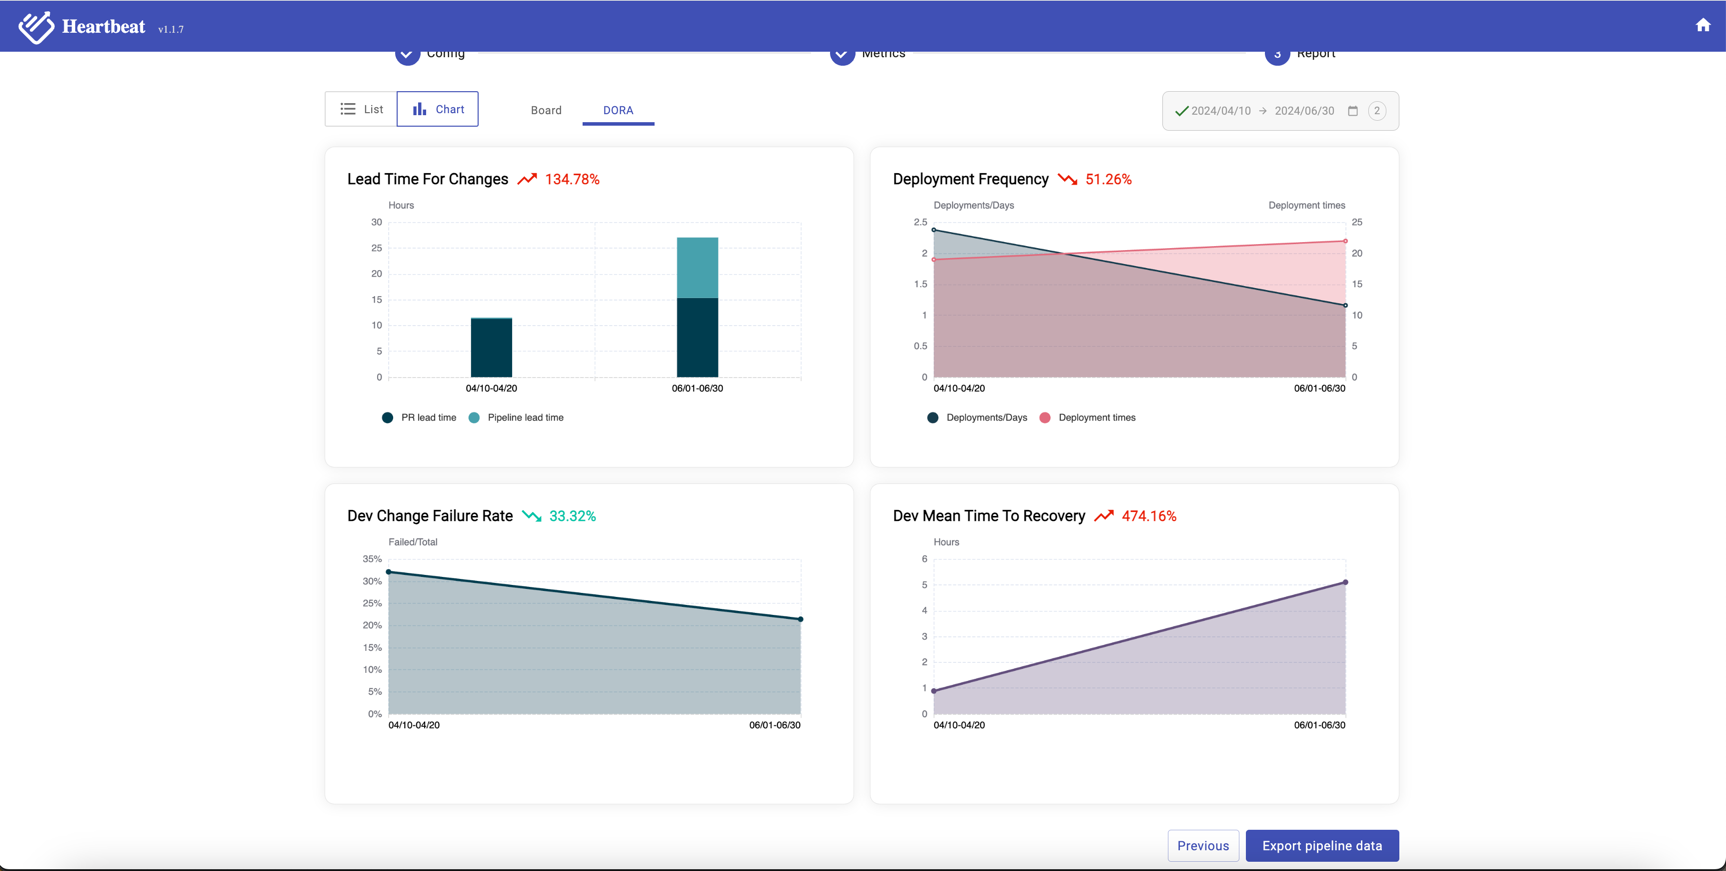 Heartbeat v1.1.7
Config
Metrics
3 Report
List
Chart
Board
DORA
2024/04/10 → 2024/06/30 2
Lead Time For Changes 134.78%
Hours
30
25
20
15
10
5
0
04/10-04/20 06/01-06/30
PR lead time Pipeline lead time
Deployment Frequency 51.26%
Deployments/Days Deployment times
2.5 25
2 20
1.5 15
1 10
0.5 5
0 0
04/10-04/20 06/01-06/30
Deployments/Days Deployment times
Dev Change Failure Rate 33.32%
Failed/Total
35%
30%
25%
20%
15%
10%
5%
0%
04/10-04/20 06/01-06/30
Dev Mean Time To Recovery 474.16%
Hours
6
5
4
3
2
1
0
04/10-04/20 06/01-06/30
Previous
Export pipeline data